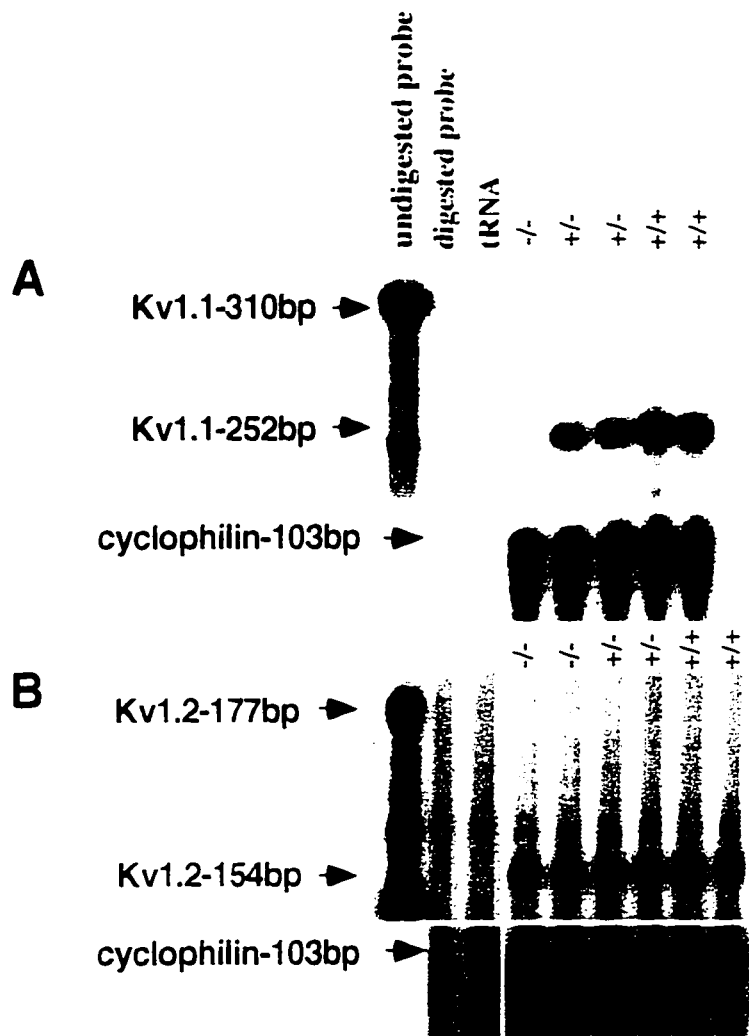 undigested probe
digested probe
tRNA
-/-
+/-
+/-
+/+
+/+
A
Kv1.1-310bp
Kv1.1-252bp
cyclophilin-103bp
-/-
-/-
+/-
+/-
+/+
+/+
B
Kv1.2-177bp
Kv1.2-154bp
cyclophilin-103bp